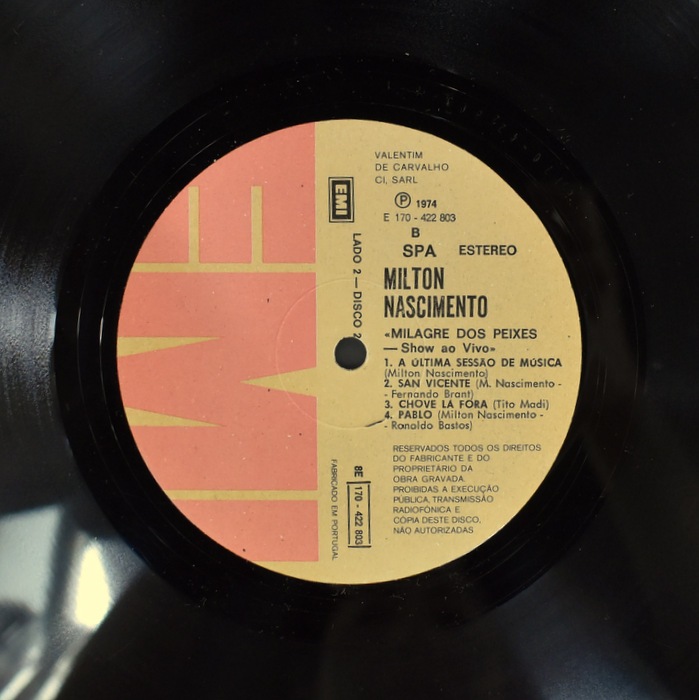 VALENTIM
DE CARVALHO
CI, SARL
Ⓟ 1974
E 170 - 422 803
B
SPA ESTEREO
EMI
LADO 2 — DISCO 2
MILTON
NASCIMENTO
«MILAGRE DOS PEIXES
— Show ao Vivo»
1. A ÚLTIMA SESSÃO DE MÚSICA
(Milton Nascimento)
2. SAN VICENTE (M. Nascimento -
- Fernando Brant)
3. CHOVE LÁ FORA (Tito Madi)
4. PABLO (Milton Nascimento -
- Ronaldo Bastos)
RESERVADOS TODOS OS DIREITOS
DO FABRICANTE E DO
PROPRIETÁRIO DA
OBRA GRAVADA.
PROIBIDAS A EXECUÇÃO
PÚBLICA, TRANSMISSÃO
RADIOFÓNICA E
CÓPIA DESTE DISCO,
NÃO AUTORIZADAS
8E 170 - 422 803
FABRICADO EM PORTUGAL
EMI